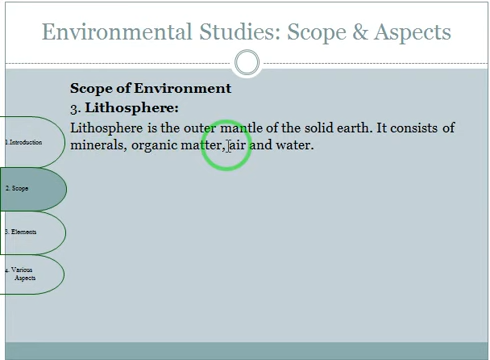 Environmental Studies: Scope & Aspects
Scope of Environment
3. Lithosphere:
Lithosphere is the outer mantle of the solid earth. It consists of
minerals, organic matter, air and water.
1.Introduction
2. Scope
3. Elements
4. Various
Aspects